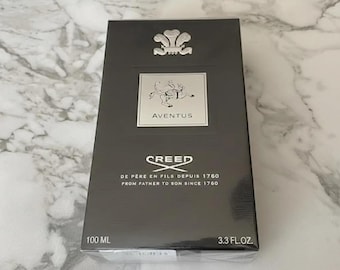 AVENTUS
CREED
DE PÈRE EN FILS DEPUIS 1760
FROM FATHER TO SON SINCE 1760
100 ML 3.3 FL.OZ.